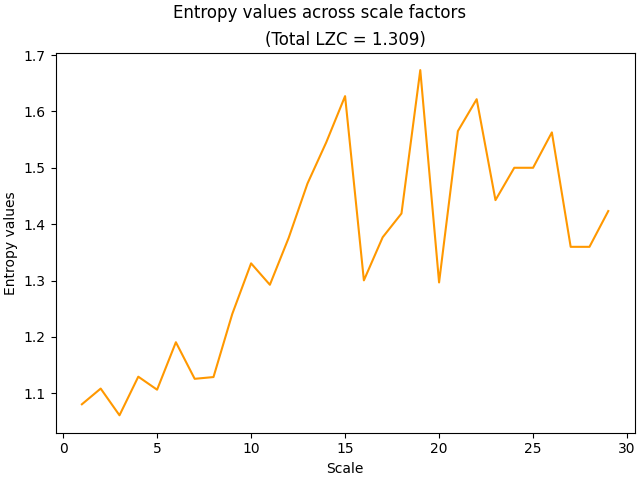 Entropy values across scale factors
(Total LZC = 1.309)
1.7
1.6
1.5
1.4
1.3
1.2
1.1
Entropy values
0 5 10 15 20 25 30
Scale